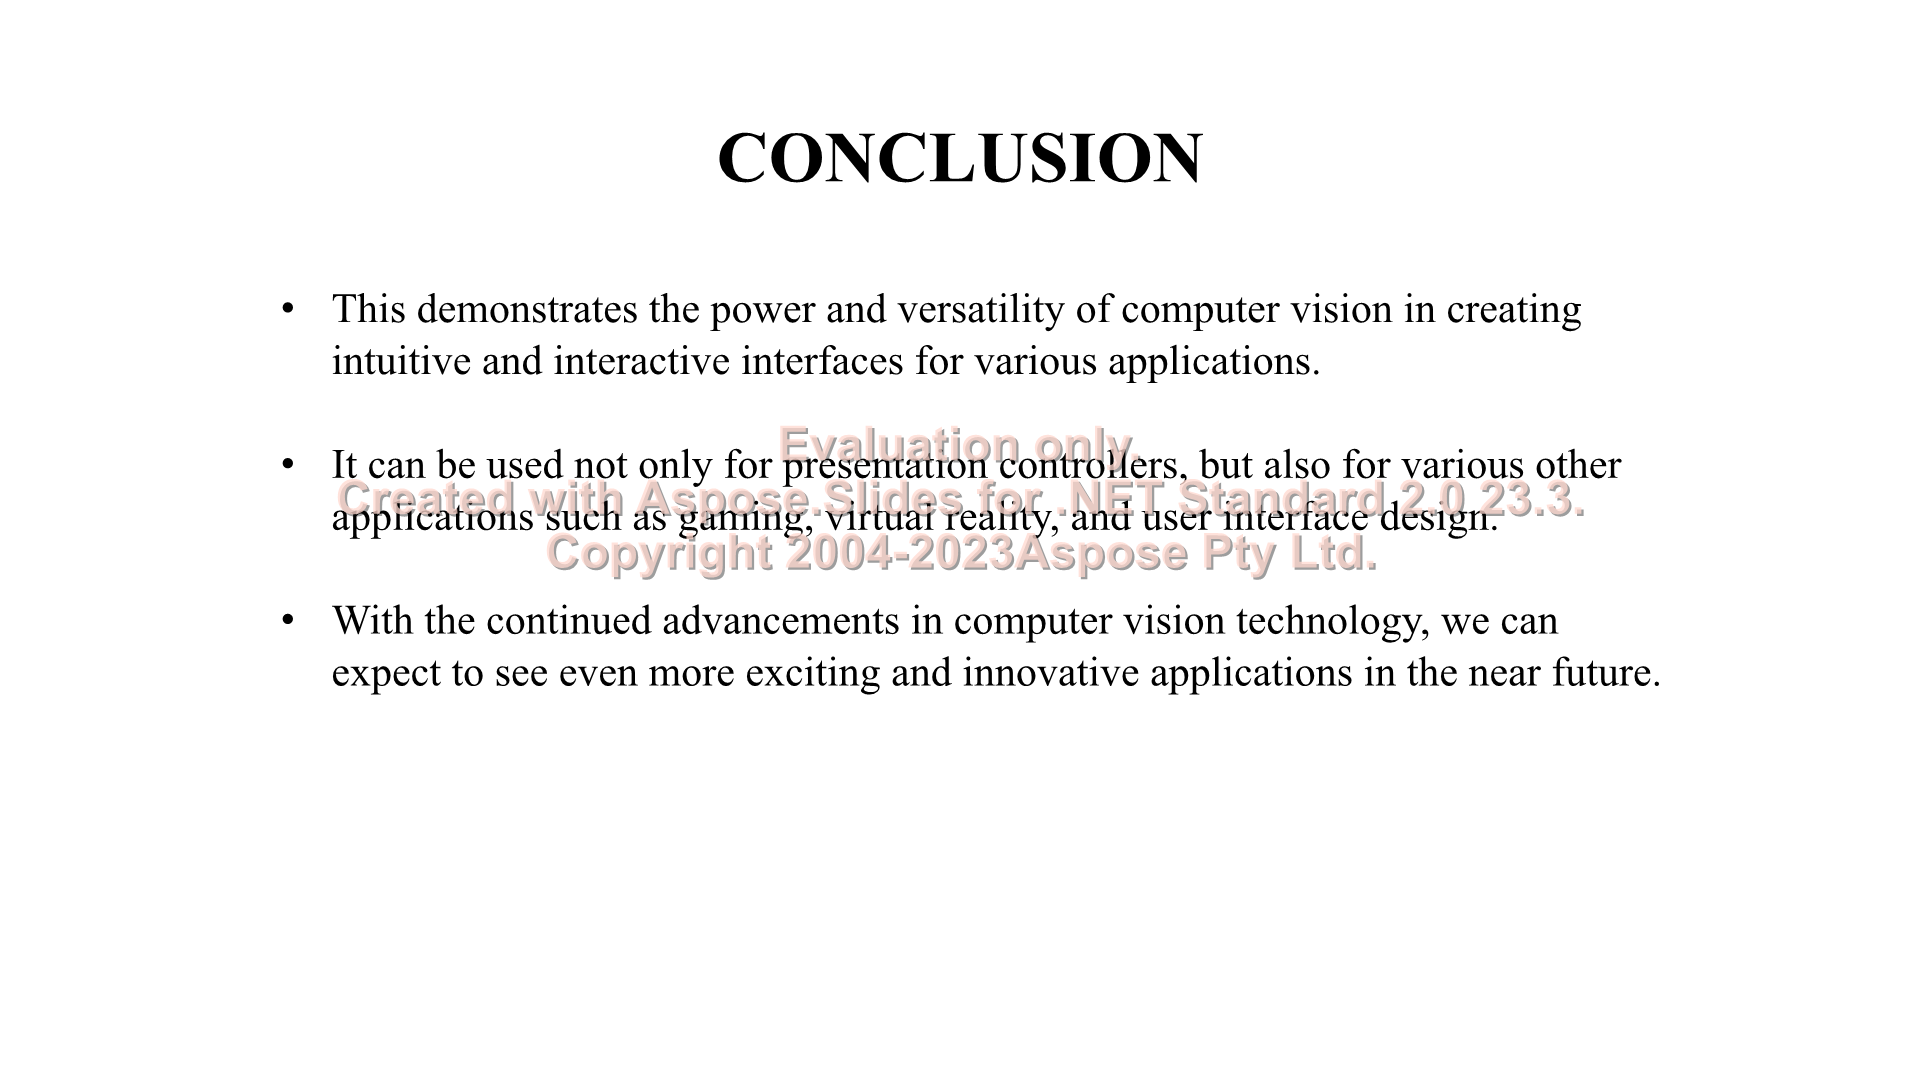 CONCLUSION
• This demonstrates the power and versatility of computer vision in creating
intuitive and interactive interfaces for various applications.
Evaluation only.
• It can be used not only for presentation controllers, but also for various other
Created with Aspose.Slides for .NET Standard 2.0 23.3.
applications such as gaming, virtual reality, and user interface design.
Copyright 2004-2023Aspose Pty Ltd.
• With the continued advancements in computer vision technology, we can
expect to see even more exciting and innovative applications in the near future.